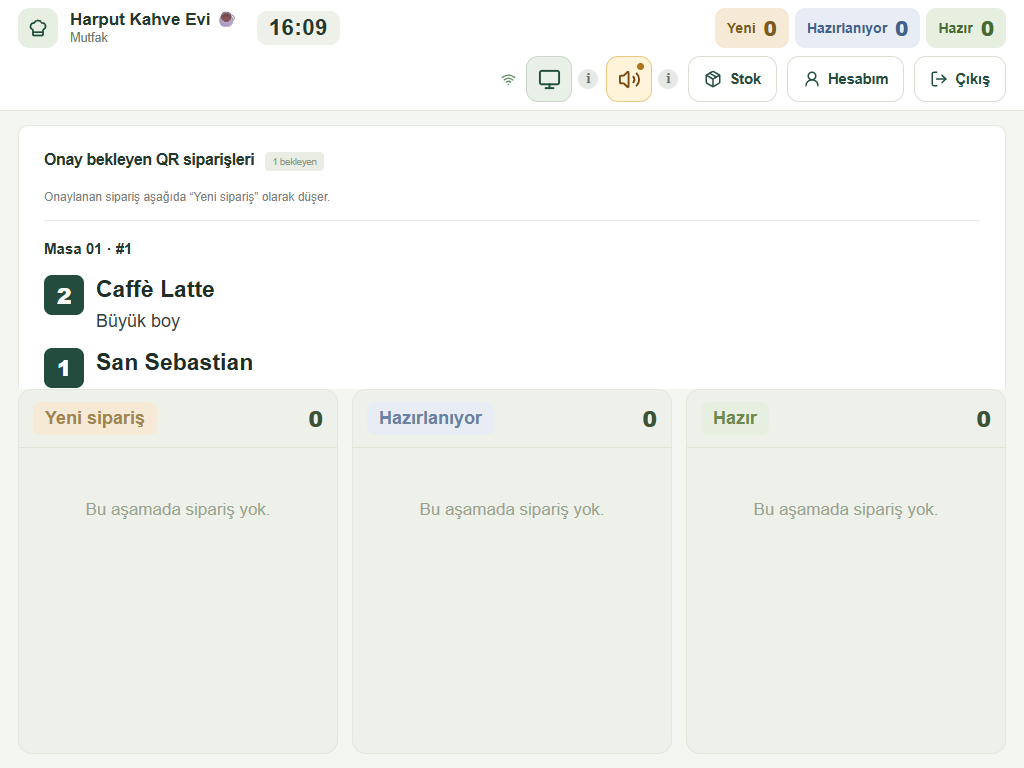 Harput Kahve Evi
Mutfak
16:09
Yeni 0
Hazırlanıyor 0
Hazır 0
i
i
Stok
Hesabım
Çıkış
Onay bekleyen QR siparişleri
1 bekleyen
Onaylanan sipariş aşağıda “Yeni sipariş” olarak düşer.
Masa 01 · #1
2 Caffè Latte
Büyük boy
1 San Sebastian
Yeni sipariş 0
Bu aşamada sipariş yok.
Hazırlanıyor 0
Bu aşamada sipariş yok.
Hazır 0
Bu aşamada sipariş yok.